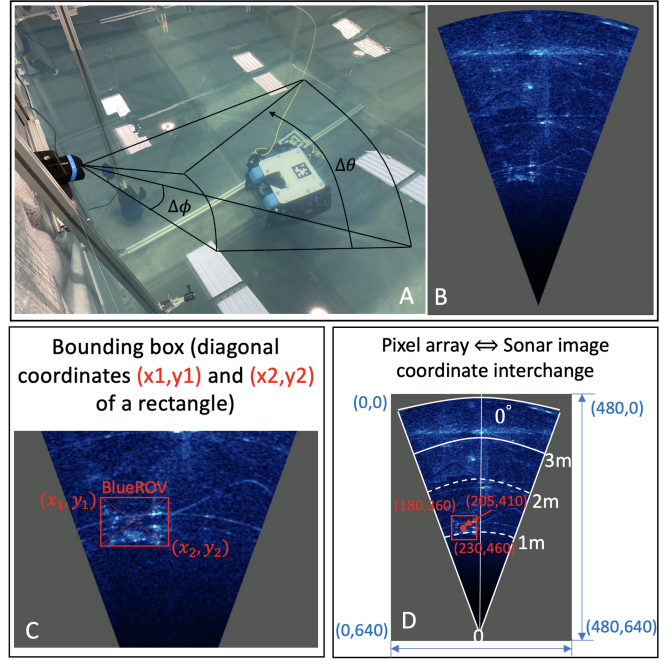 Δθ
Δϕ
A
B
Bounding box (diagonal
coordinates (x1,y1) and (x2,y2)
of a rectangle)
BlueROV
(x₁, y₁)
(x₂, y₂)
C
Pixel array ⇔ Sonar image
coordinate interchange
(0,0)
(480,0)
0°
3m
2m
(180,360)
(205,410)
1m
(230,460)
D
(0,640)
0
(480,640)